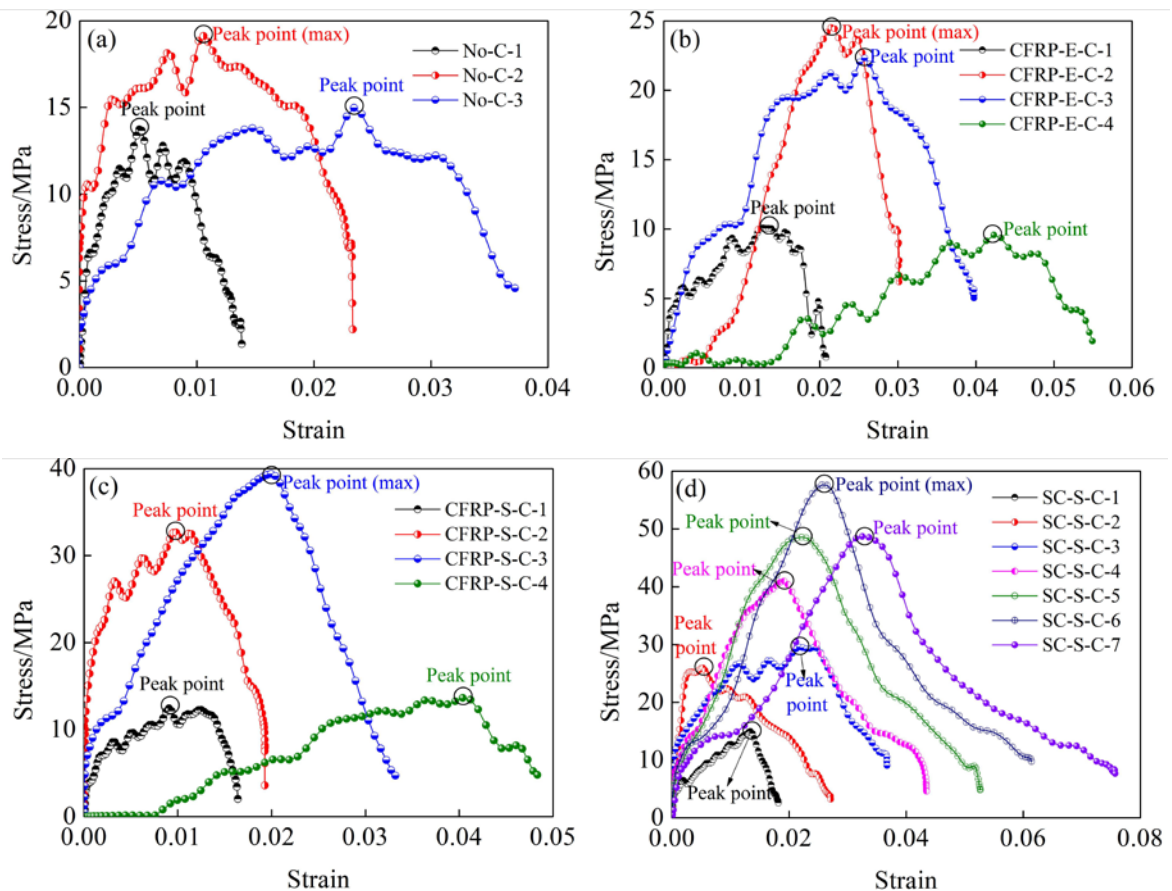 (a)
Peak point (max)
No-C-1
No-C-2
No-C-3
Peak point
Peak point
20
15
10
5
0
0.00 0.01 0.02 0.03 0.04
Stress/MPa
Strain
(b)
Peak point (max)
Peak point
CFRP-E-C-1
CFRP-E-C-2
CFRP-E-C-3
CFRP-E-C-4
Peak point
Peak point
25
20
15
10
5
0
0.00 0.01 0.02 0.03 0.04 0.05 0.06
Stress/MPa
Strain
(c)
Peak point
Peak point (max)
CFRP-S-C-1
CFRP-S-C-2
CFRP-S-C-3
CFRP-S-C-4
Peak point
Peak point
40
30
20
10
0
0.00 0.01 0.02 0.03 0.04 0.05
Stress/MPa
Strain
(d)
Peak point (max)
Peak point
Peak point
Peak point
Peak
point
Peak
point
Peak point
SC-S-C-1
SC-S-C-2
SC-S-C-3
SC-S-C-4
SC-S-C-5
SC-S-C-6
SC-S-C-7
60
50
40
30
20
10
0
0.00 0.02 0.04 0.06 0.08
Stress/MPa
Strain